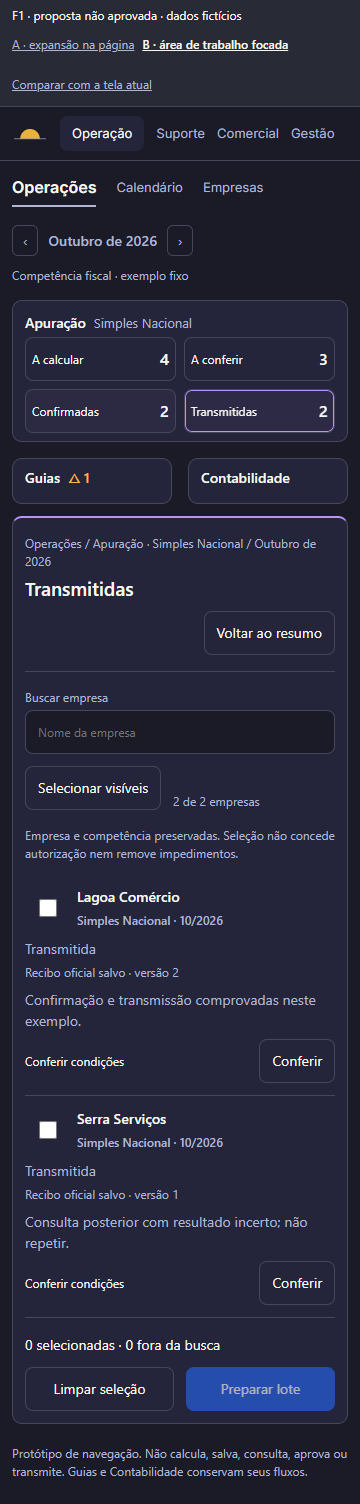 F1 · proposta não aprovada · dados fictícios
A · expansão na página B · área de trabalho focada
Comparar com a tela atual
Operação Suporte Comercial Gestão
Operações Calendário Empresas
‹ Outubro de 2026 ›
Competência fiscal · exemplo fixo
Apuração Simples Nacional
A calcular 4 A conferir 3
Confirmadas 2 Transmitidas 2
Guias △ 1 Contabilidade
Operações / Apuração · Simples Nacional / Outubro de
2026
Transmitidas
Voltar ao resumo
Buscar empresa
Nome da empresa
Selecionar visíveis 2 de 2 empresas
Empresa e competência preservadas. Seleção não concede
autorização nem remove impedimentos.
Lagoa Comércio
Simples Nacional · 10/2026
Transmitida
Recibo oficial salvo · versão 2
Confirmação e transmissão comprovadas neste
exemplo.
Conferir condições Conferir
Serra Serviços
Simples Nacional · 10/2026
Transmitida
Recibo oficial salvo · versão 1
Consulta posterior com resultado incerto; não
repetir.
Conferir condições Conferir
0 selecionadas · 0 fora da busca
Limpar seleção Preparar lote
Protótipo de navegação. Não calcula, salva, consulta, aprova ou
transmite. Guias e Contabilidade conservam seus fluxos.